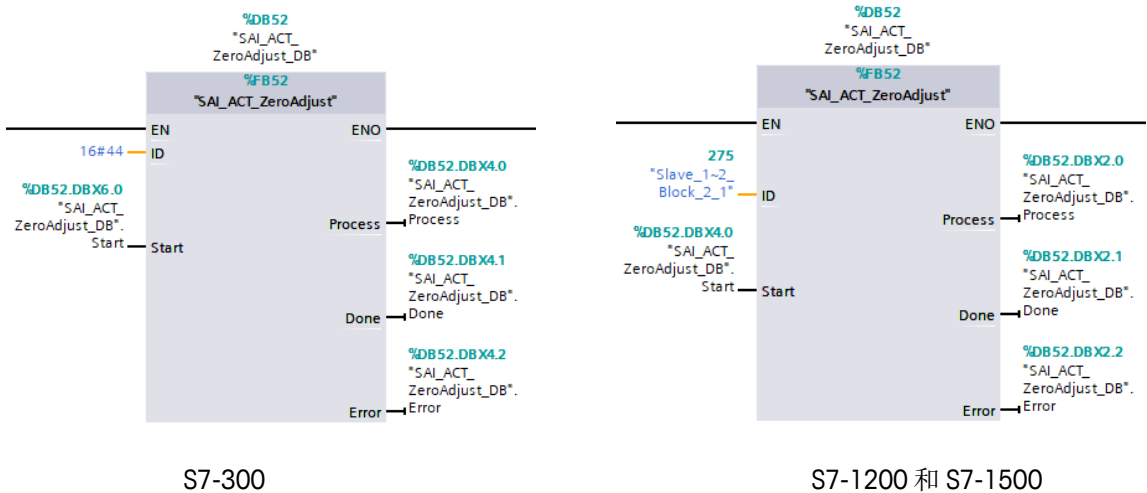 %DB52
"SAI_ACT_
ZeroAdjust_DB"
%FB52
"SAI_ACT_ZeroAdjust"
EN
ENO
16#44
ID
%DB52.DBX6.0
"SAI_ACT_
ZeroAdjust_DB".
Start
Start
%DB52.DBX4.0
"SAI_ACT_
ZeroAdjust_DB".
Process
Process
%DB52.DBX4.1
"SAI_ACT_
ZeroAdjust_DB".
Done
Done
%DB52.DBX4.2
"SAI_ACT_
ZeroAdjust_DB".
Error
Error
S7-300
%DB52
"SAI_ACT_
ZeroAdjust_DB"
%FB52
"SAI_ACT_ZeroAdjust"
EN
ENO
275
"Slave_1~2_
Block_2_1"
ID
%DB52.DBX4.0
"SAI_ACT_
ZeroAdjust_DB".
Start
Start
%DB52.DBX2.0
"SAI_ACT_
ZeroAdjust_DB".
Process
Process
%DB52.DBX2.1
"SAI_ACT_
ZeroAdjust_DB".
Done
Done
%DB52.DBX2.2
"SAI_ACT_
ZeroAdjust_DB".
Error
Error
S7-1200 和 S7-1500